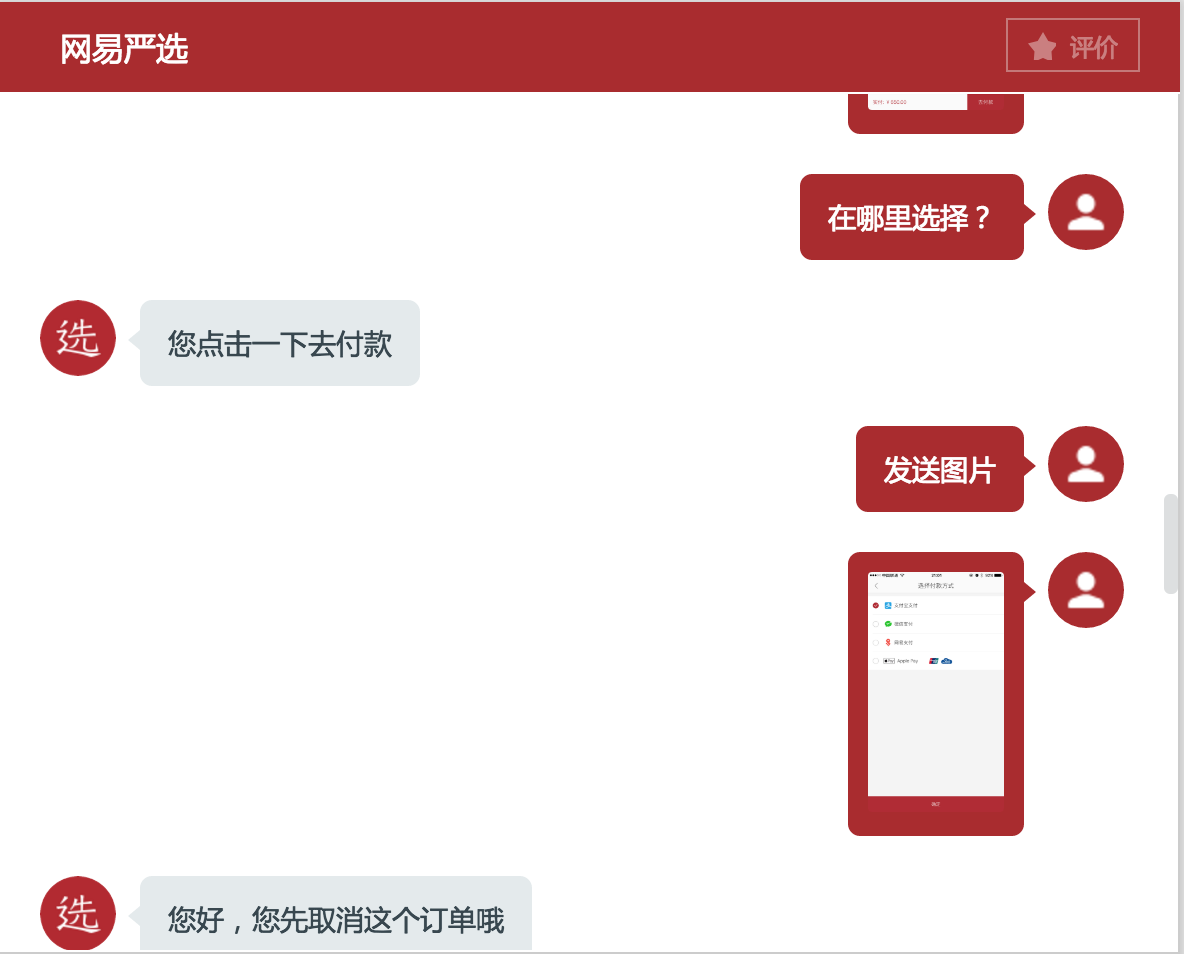 网易严选
评价
实付: ¥ 000.00 去付款
在哪里选择？
选
您点击一下去付款
发送图片
选择付款方式
支付宝支付
微信支付
网易支付
Apple Pay
确定
选
您好，您先取消这个订单哦